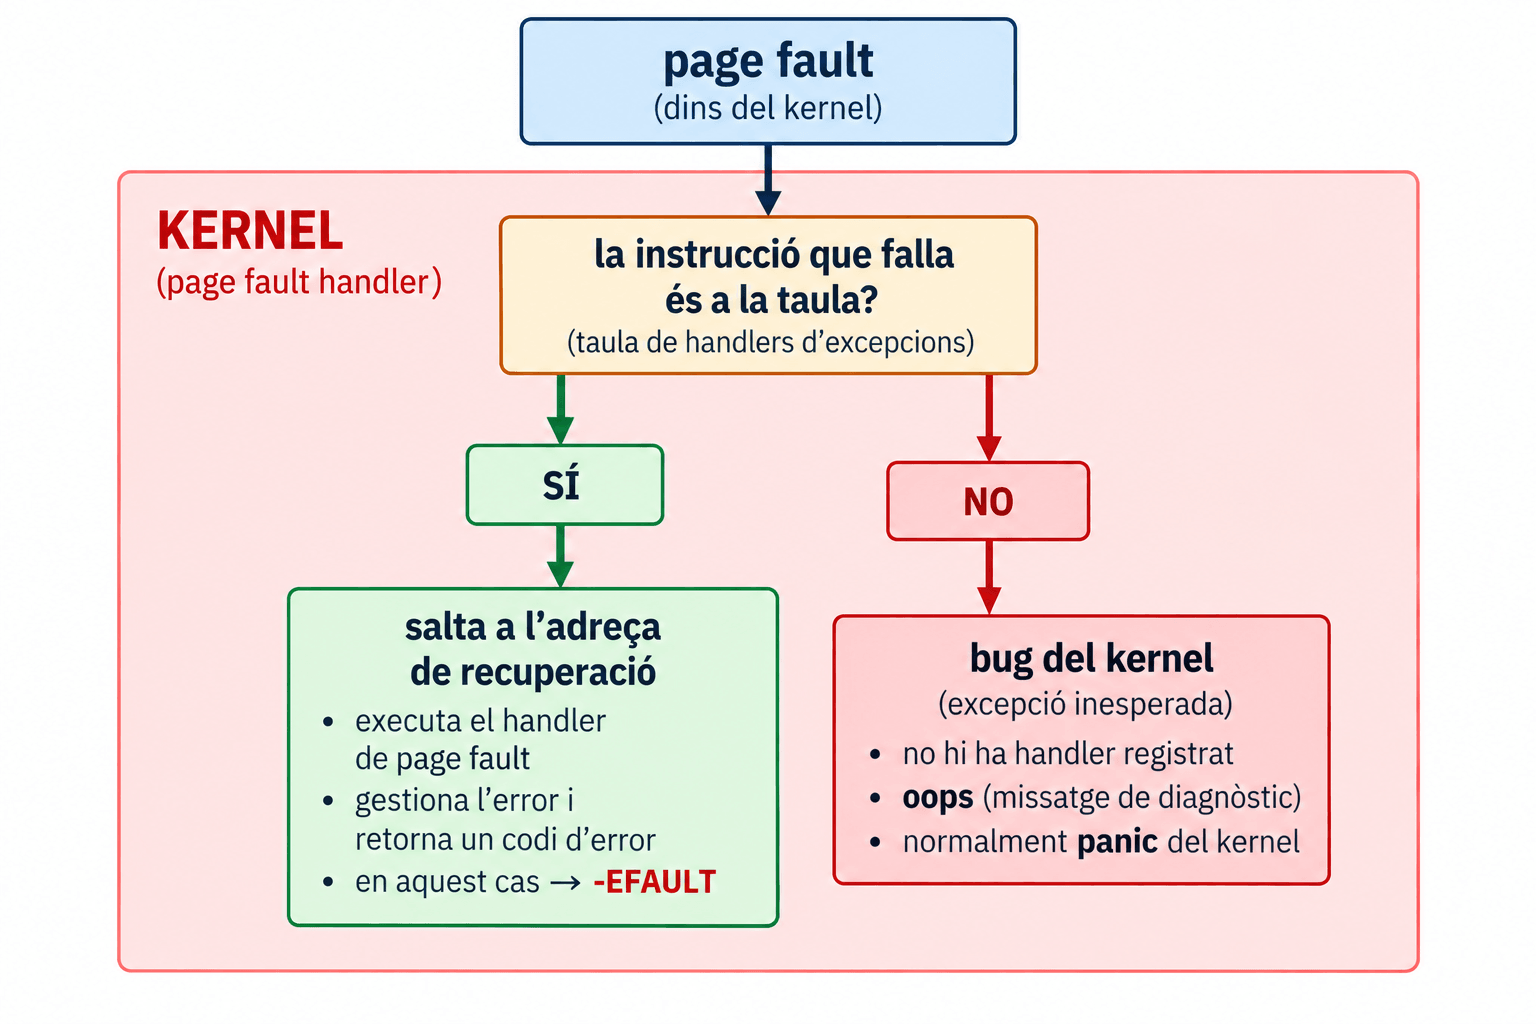 page fault
(dins del kernel)
KERNEL
(page fault handler)
la instrucció que falla
és a la taula?
(taula de handlers d’excepcions)
SÍ
NO
salta a l’adreça
de recuperació
• executa el handler
de page fault
• gestiona l’error i
retorna un codi d’error
• en aquest cas → -EFAULT
bug del kernel
(excepció inesperada)
• no hi ha handler registrat
• oops (missatge de diagnòstic)
• normalment panic del kernel